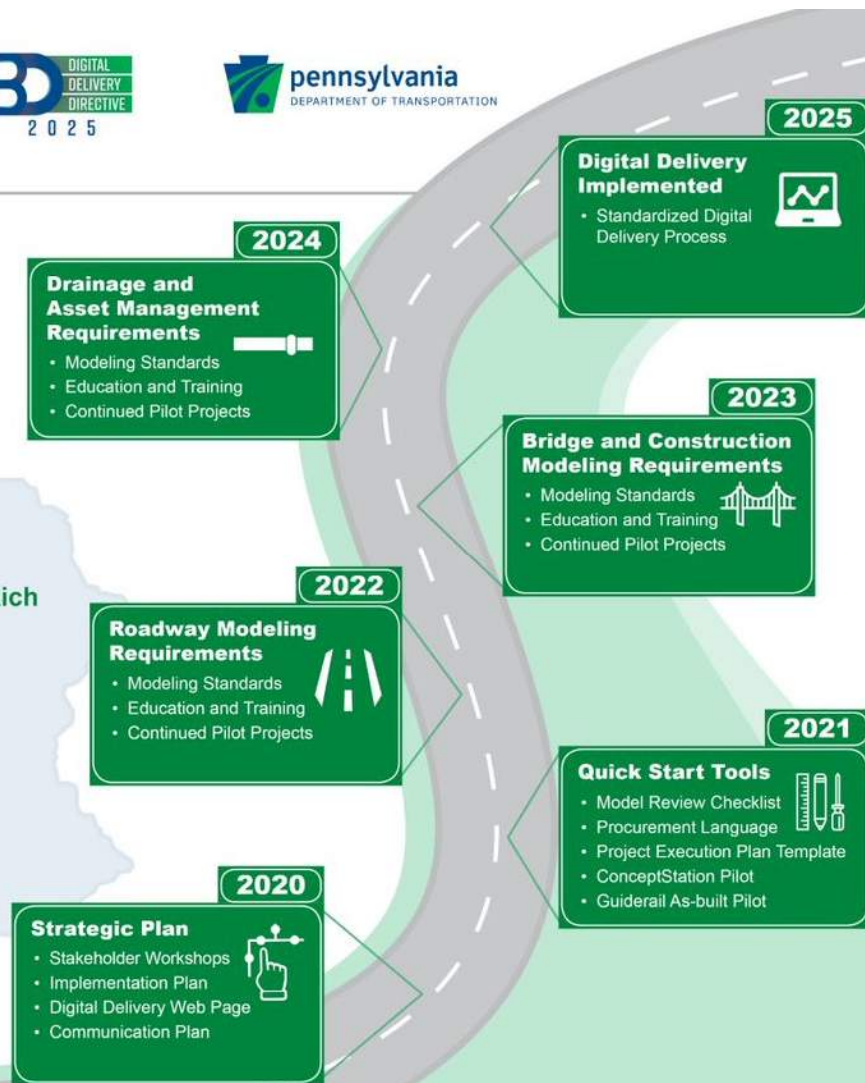 3D DIGITAL
DELIVERY
DIRECTIVE
2025
pennsylvania
DEPARTMENT OF TRANSPORTATION
2025
Digital Delivery
Implemented
• Standardized Digital
Delivery Process
2024
Drainage and
Asset Management
Requirements
• Modeling Standards
• Education and Training
• Continued Pilot Projects
2023
Bridge and Construction
Modeling Requirements
• Modeling Standards
• Education and Training
• Continued Pilot Projects
ich
2022
Roadway Modeling
Requirements
• Modeling Standards
• Education and Training
• Continued Pilot Projects
2021
Quick Start Tools
• Model Review Checklist
• Procurement Language
• Project Execution Plan Template
• ConceptStation Pilot
• Guiderail As-built Pilot
2020
Strategic Plan
• Stakeholder Workshops
• Implementation Plan
• Digital Delivery Web Page
• Communication Plan